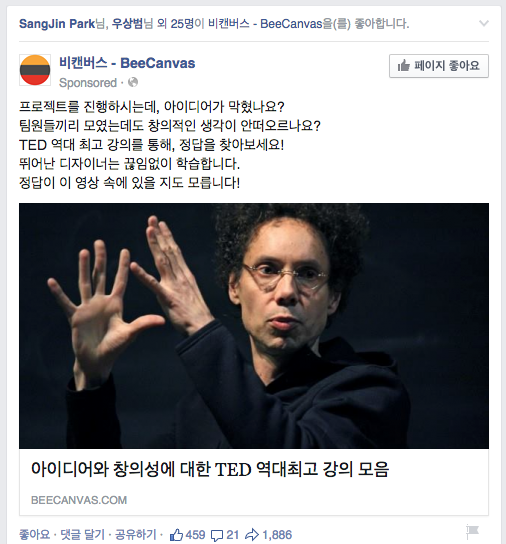 SangJin Park님, 우상범님 외 25명이 비캔버스 - BeeCanvas을(를) 좋아합니다.
비캔버스 - BeeCanvas
Sponsored ·
페이지 좋아요
프로젝트를 진행하시는데, 아이디어가 막혔나요?
팀원들끼리 모였는데도 창의적인 생각이 안떠오르나요?
TED 역대 최고 강의를 통해, 정답을 찾아보세요!
뛰어난 디자이너는 끊임없이 학습합니다.
정답이 이 영상 속에 있을 지도 모릅니다!
아이디어와 창의성에 대한 TED 역대최고 강의 모음
BEECANVAS.COM
좋아요 · 댓글 달기 · 공유하기 · 459 21 1,886